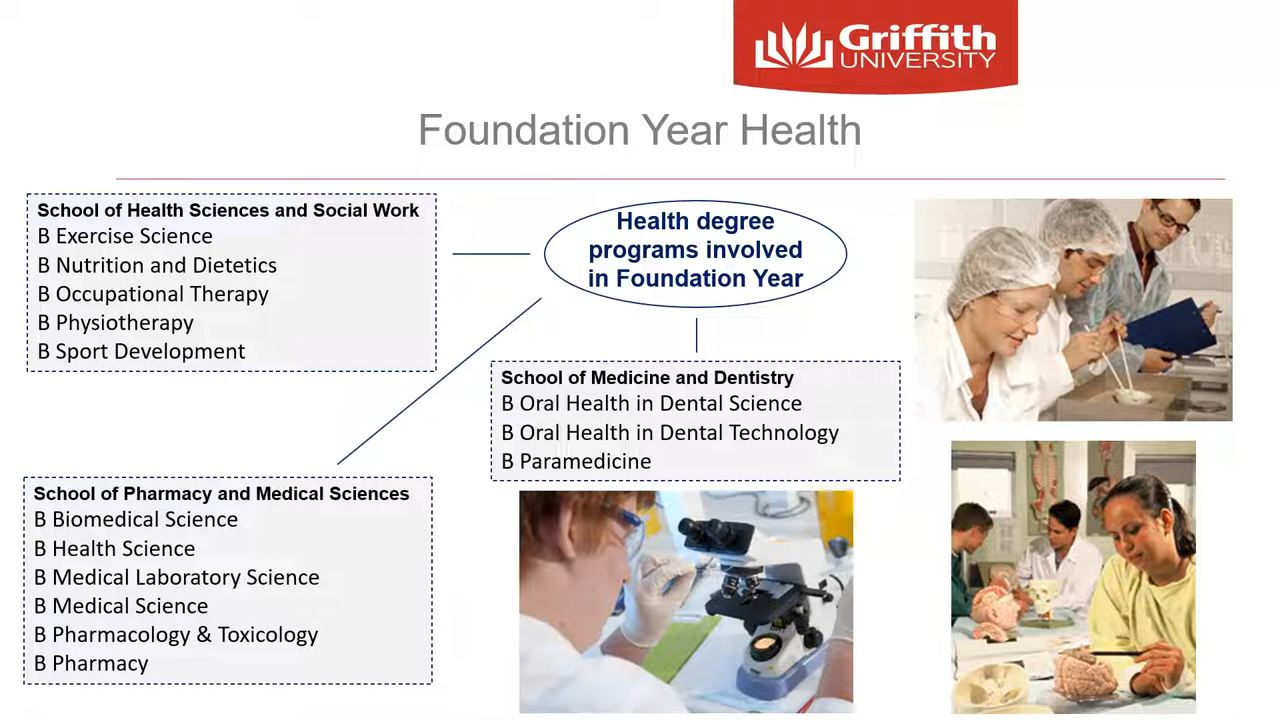 Griffith
UNIVERSITY
Foundation Year Health
School of Health Sciences and Social Work
B Exercise Science
B Nutrition and Dietetics
B Occupational Therapy
B Physiotherapy
B Sport Development
Health degree
programs involved
in Foundation Year
School of Medicine and Dentistry
B Oral Health in Dental Science
B Oral Health in Dental Technology
B Paramedicine
School of Pharmacy and Medical Sciences
B Biomedical Science
B Health Science
B Medical Laboratory Science
B Medical Science
B Pharmacology & Toxicology
B Pharmacy